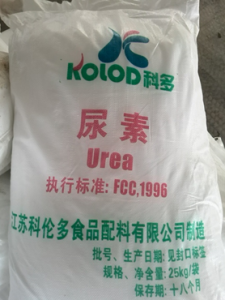 KOLOD科多
尿素
Urea
执行标准: FCC,1996
江苏科伦多食品配料有限公司制造
批号、生产日期: 见封口标签
规格、净含量: 25kg/袋
保存期: 十八个月